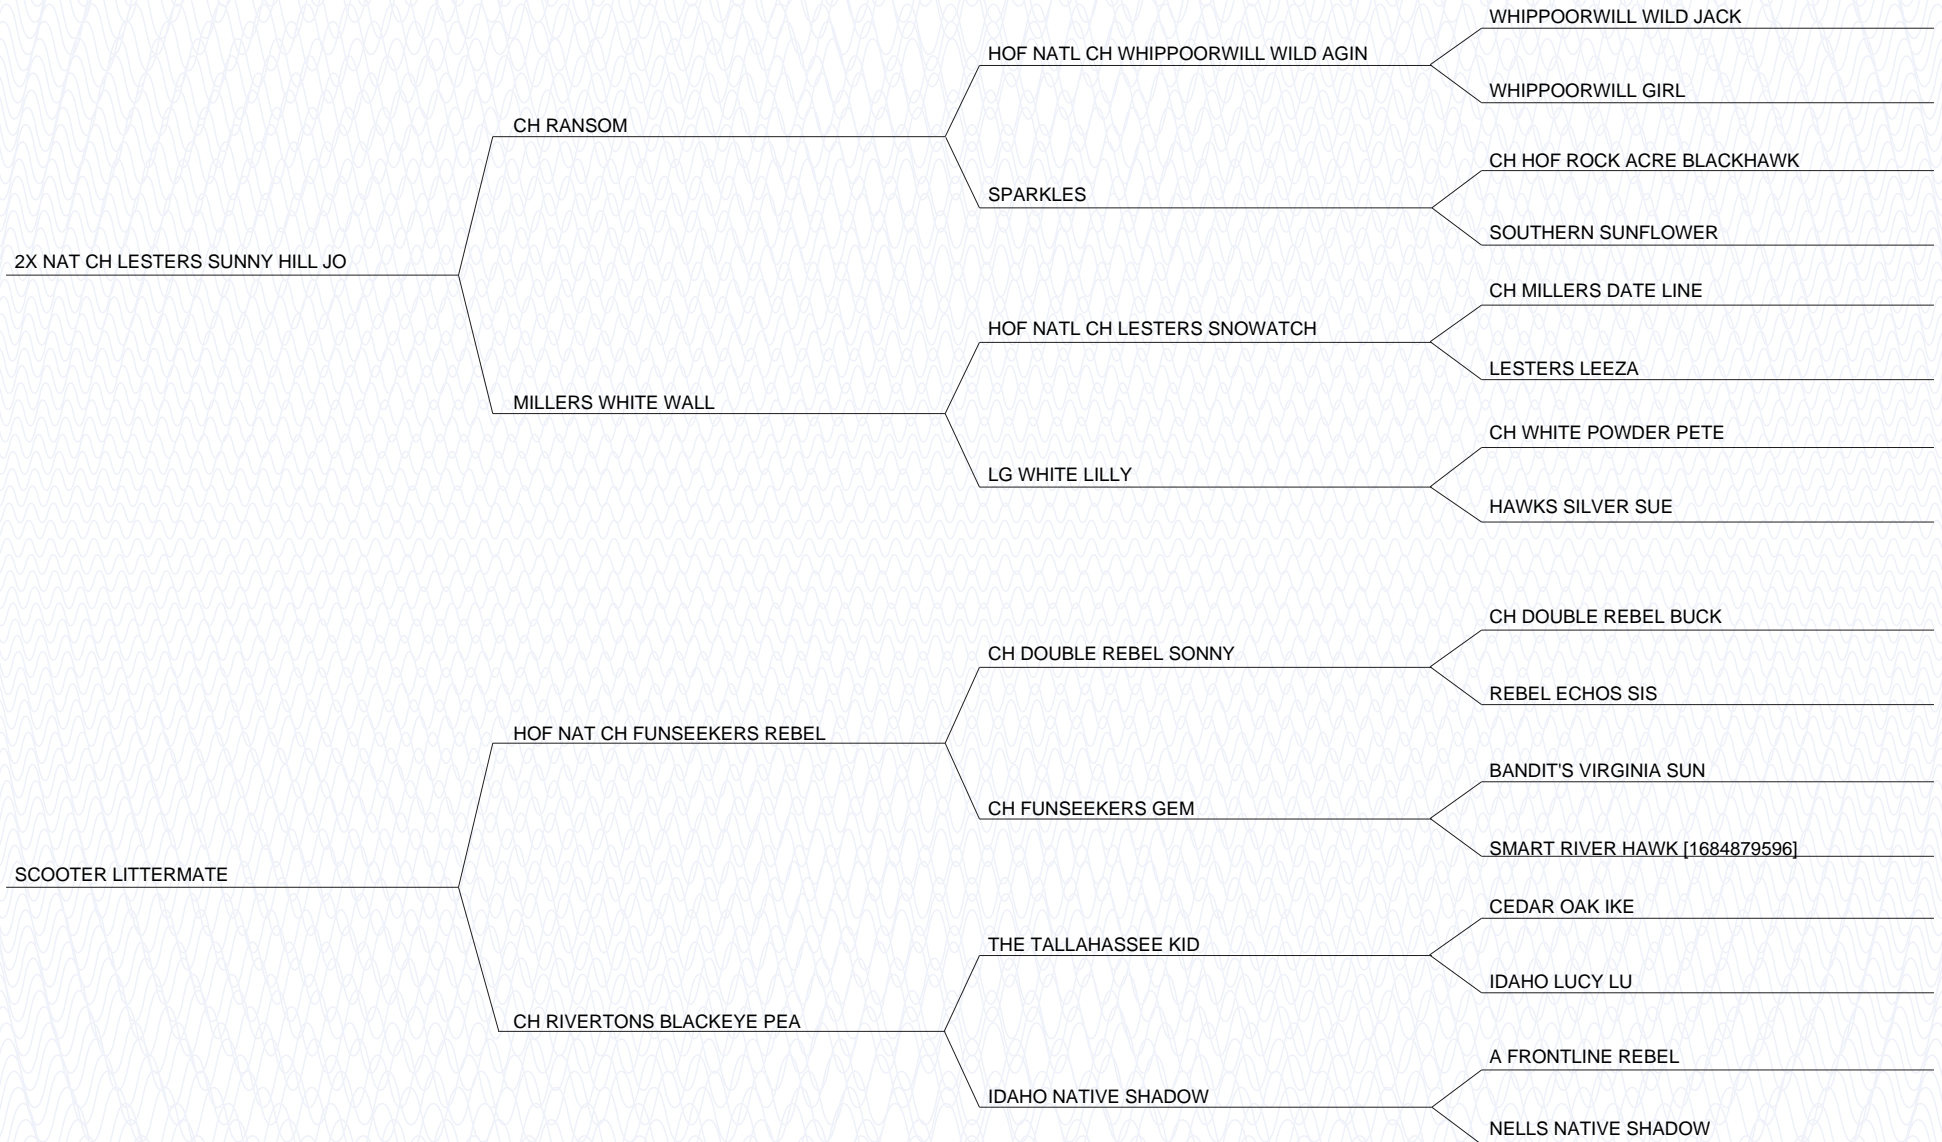 WHIPPOORWILL WILD JACK
HOF NATL CH WHIPPOORWILL WILD AGIN
WHIPPOORWILL GIRL
CH RANSOM
CH HOF ROCK ACRE BLACKHAWK
SPARKLES
SOUTHERN SUNFLOWER
2X NAT CH LESTERS SUNNY HILL JO
CH MILLERS DATE LINE
HOF NATL CH LESTERS SNOWATCH
LESTERS LEEZA
MILLERS WHITE WALL
CH WHITE POWDER PETE
LG WHITE LILLY
HAWKS SILVER SUE
CH DOUBLE REBEL BUCK
CH DOUBLE REBEL SONNY
REBEL ECHOS SIS
HOF NAT CH FUNSEEKERS REBEL
BANDIT'S VIRGINIA SUN
CH FUNSEEKERS GEM
SMART RIVER HAWK [1684879596]
SCOOTER LITTERMATE
CEDAR OAK IKE
THE TALLAHASSEE KID
IDAHO LUCY LU
CH RIVERTONS BLACKEYE PEA
A FRONTLINE REBEL
IDAHO NATIVE SHADOW
NELLS NATIVE SHADOW